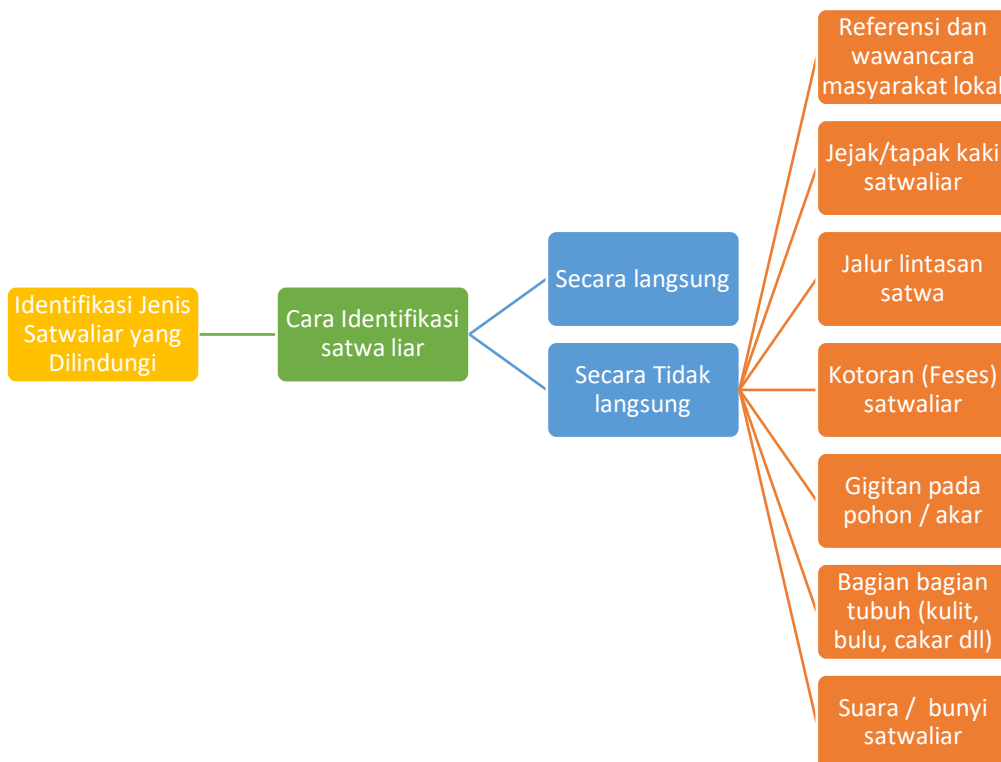 Identifikasi Jenis
Satwaliar yang
Dilindungi
Cara Identifikasi
satwa liar
Secara langsung
Secara Tidak
langsung
Referensi dan
wawancara
masyarakat lokal
Jejak/tapak kaki
satwaliar
Jalur lintasan
satwa
Kotoran (Feses)
satwaliar
Gigitan pada
pohon / akar
Bagian bagian
tubuh (kulit,
bulu, cakar dll)
Suara /  bunyi
satwaliar